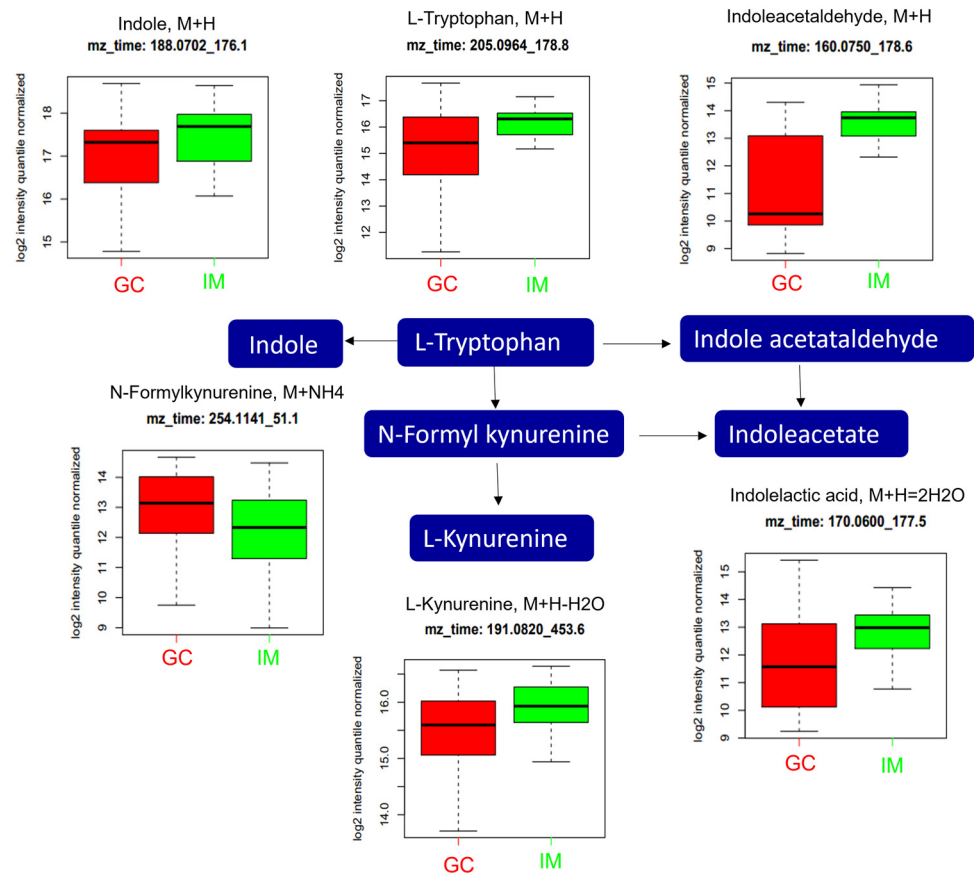 Indole, M+H
mz_time: 188.0702_176.1
log2 intensity quantile normalized
18
17
16
15
GC
IM
L-Tryptophan, M+H
mz_time: 205.0964_178.8
log2 intensity quantile normalized
17
16
15
14
13
12
GC
IM
Indoleacetaldehyde, M+H
mz_time: 160.0750_178.6
log2 intensity quantile normalized
15
14
13
12
11
10
9
GC
IM
Indole
L-Tryptophan
Indole acetataldehyde
N-Formyl kynurenine
Indoleacetate
L-Kynurenine
N-Formylkynurenine, M+NH4
mz_time: 254.1141_51.1
log2 intensity quantile normalized
14
13
12
11
10
9
GC
IM
L-Kynurenine, M+H-H2O
mz_time: 191.0820_453.6
log2 intensity quantile normalized
16.0
15.0
14.0
GC
IM
Indolelactic acid, M+H=2H2O
mz_time: 170.0600_177.5
log2 intensity quantile normalized
15
14
13
12
11
10
9
GC
IM